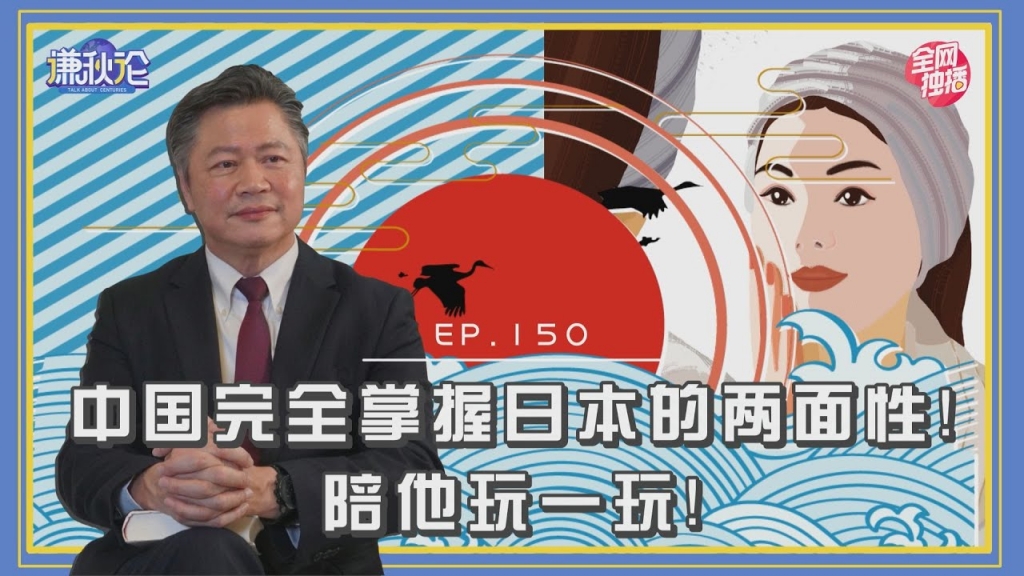 谦秋论
TALK ABOUT CENTURIES
全网
独播
EP.150
中国完全掌握日本的两面性!
陪他玩一玩!